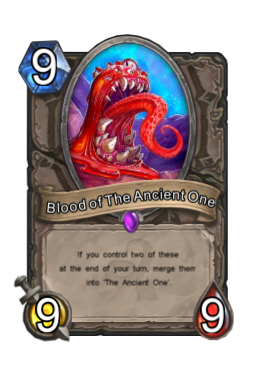 9
Blood of The Ancient One
If you control two of these
at the end of your turn, merge them
into 'The Ancient One'.
9
9